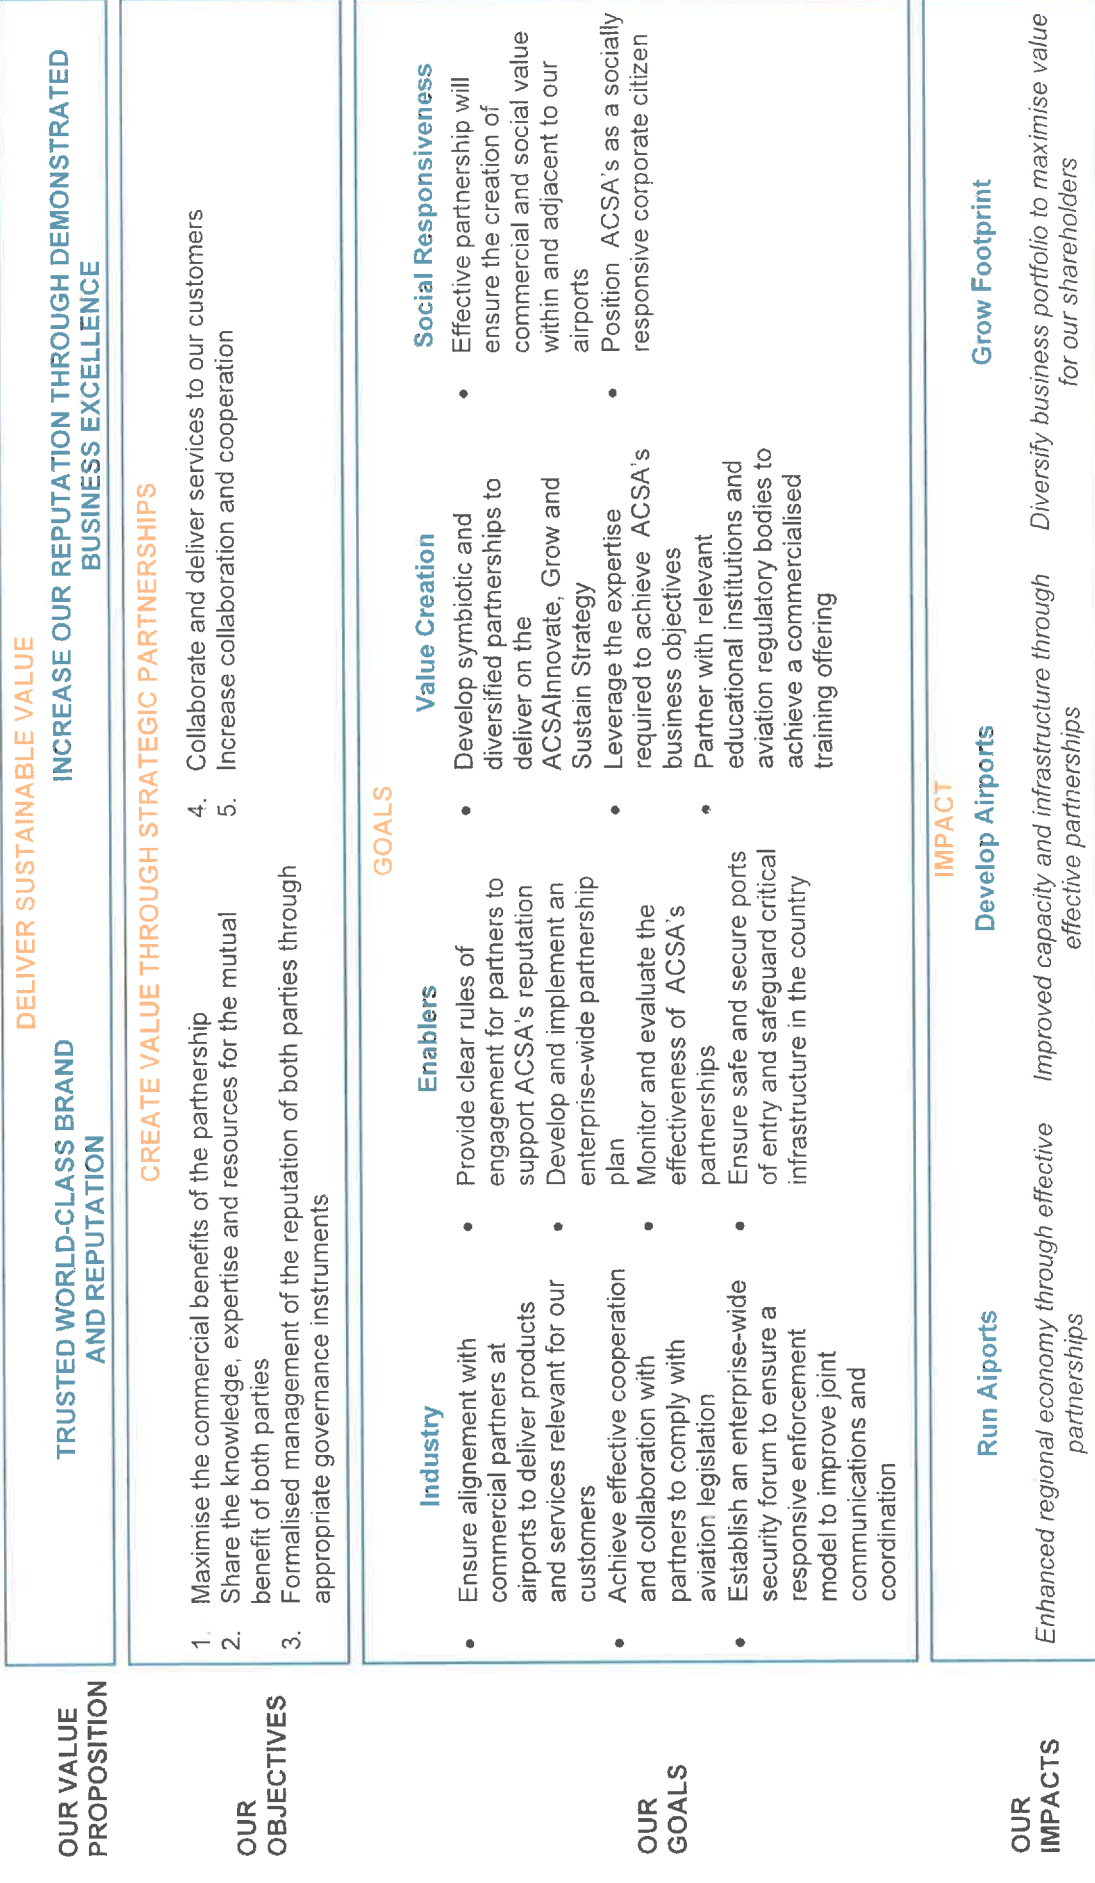 OUR VALUE
PROPOSITION
DELIVER SUSTAINABLE VALUE
TRUSTED WORLD-CLASS BRAND
AND REPUTATION
INCREASE OUR REPUTATION THROUGH DEMONSTRATED
BUSINESS EXCELLENCE
OUR
OBJECTIVES
CREATE VALUE THROUGH STRATEGIC PARTNERSHIPS
1. Maximise the commercial benefits of the partnership
2. Share the knowledge, expertise and resources for the mutual
benefit of both parties
3. Formalised management of the reputation of both parties through
appropriate governance instruments
4. Collaborate and deliver services to our customers
5. Increase collaboration and cooperation
OUR
GOALS
GOALS
Industry
• Ensure alignement with
commercial partners at
airports to deliver products
and services relevant for our
customers
• Achieve effective cooperation
and collaboration with
partners to comply with
aviation legislation
• Establish an enterprise-wide
security forum to ensure a
responsive enforcement
model to improve joint
communications and
coordination
Enablers
• Provide clear rules of
engagement for partners to
support ACSA's reputation
• Develop and implement an
enterprise-wide partnership
plan
• Monitor and evaluate the
effectiveness of ACSA's
partnerships
• Ensure safe and secure ports
of entry and safeguard critical
infrastructure in the country
Value Creation
• Develop symbiotic and
diversified partnerships to
deliver on the
ACSAInnovate, Grow and
Sustain Strategy
• Leverage the expertise
required to achieve ACSA's
business objectives
• Partner with relevant
educational institutions and
aviation regulatory bodies to
achieve a commercialised
training offering
Social Responsiveness
• Effective partnership will
ensure the creation of
commercial and social value
within and adjacent to our
airports
• Position ACSA's as a socially
responsive corporate citizen
OUR
IMPACTS
IMPACT
Run Aiports
Enhanced regional economy through effective
partnerships
Develop Airports
Improved capacity and infrastructure through
effective partnerships
Grow Footprint
Diversify business portfolio to maximise value
for our shareholders